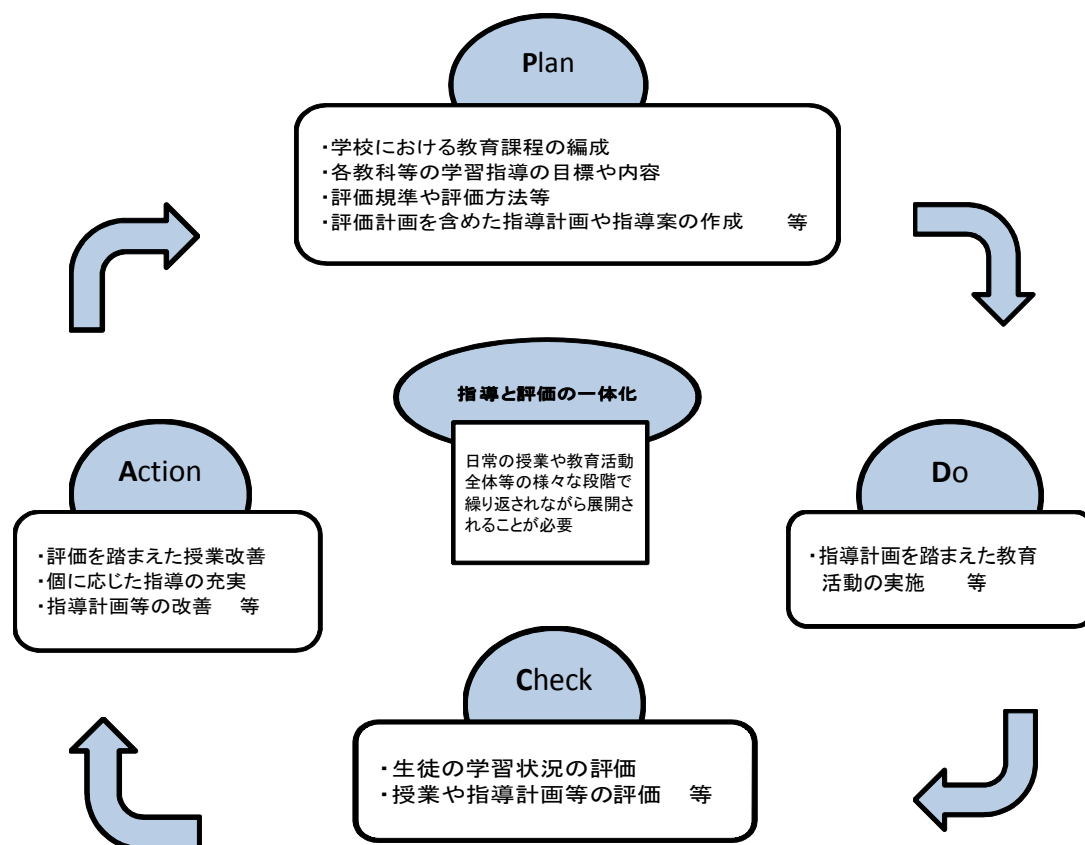 Plan
・学校における教育課程の編成
・各教科等の学習指導の目標や内容
・評価規準や評価方法等
・評価計画を含めた指導計画や指導案の作成　等
指導と評価の一体化
日常の授業や教育活動
全体等の様々な段階で
繰り返されながら展開さ
れることが必要
Action
・評価を踏まえた授業改善
・個に応じた指導の充実
・指導計画等の改善　等
Do
・指導計画を踏まえた教育
活動の実施　等
Check
・生徒の学習状況の評価
・授業や指導計画等の評価　等